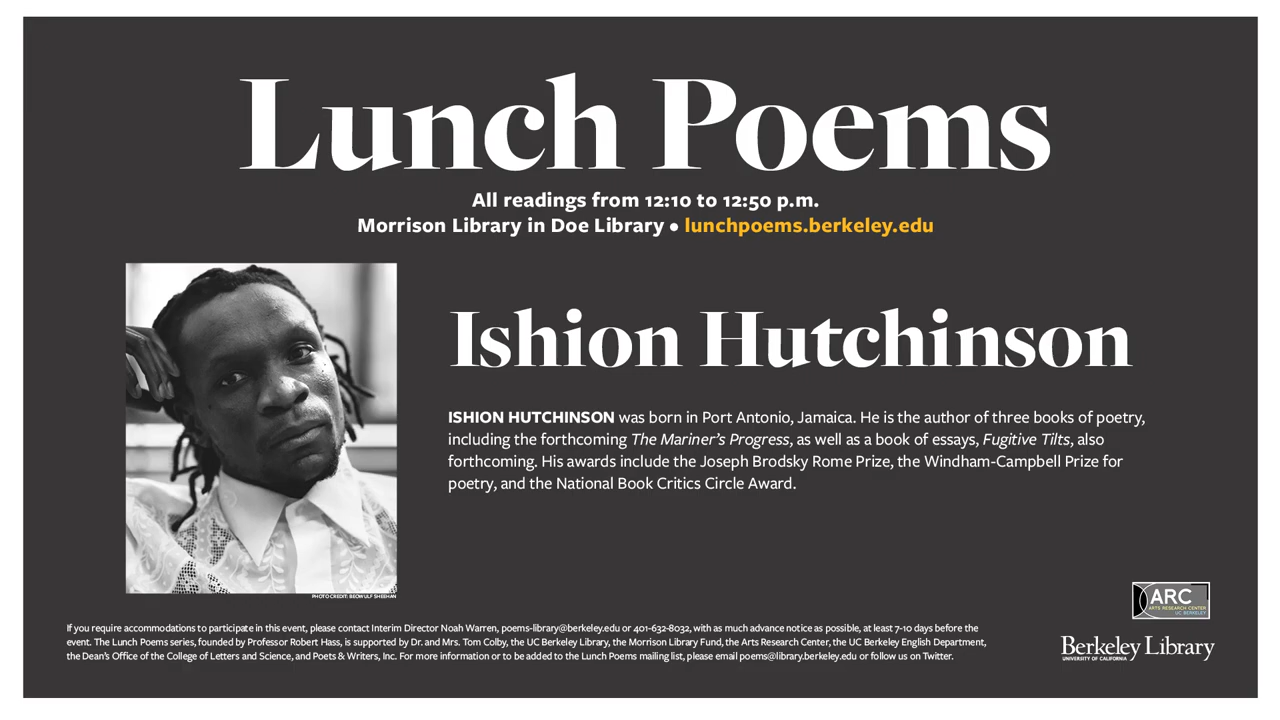 Lunch Poems
All readings from 12:10 to 12:50 p.m.
Morrison Library in Doe Library • lunchpoems.berkeley.edu
Ishion Hutchinson
ISHION HUTCHINSON was born in Port Antonio, Jamaica. He is the author of three books of poetry,
including the forthcoming The Mariner’s Progress, as well as a book of essays, Fugitive Tilts, also
forthcoming. His awards include the Joseph Brodsky Rome Prize, the Windham-Campbell Prize for
poetry, and the National Book Critics Circle Award.
PHOTO CREDIT: BEOWULF SHEEHAN
If you require accommodations to participate in this event, please contact Interim Director Noah Warren, poems-library@berkeley.edu or 401-632-8032, with as much advance notice as possible, at least 7-10 days before the
event. The Lunch Poems series, founded by Professor Robert Hass, is supported by Dr. and Mrs. Tom Colby, the UC Berkeley Library, the Morrison Library Fund, the Arts Research Center, the UC Berkeley English Department,
the Dean’s Office of the College of Letters and Science, and Poets & Writers, Inc. For more information or to be added to the Lunch Poems mailing list, please email poems@library.berkeley.edu or follow us on Twitter.
ARC
ARTS RESEARCH CENTER
UC BERKELEY
Berkeley Library
UNIVERSITY OF CALIFORNIA